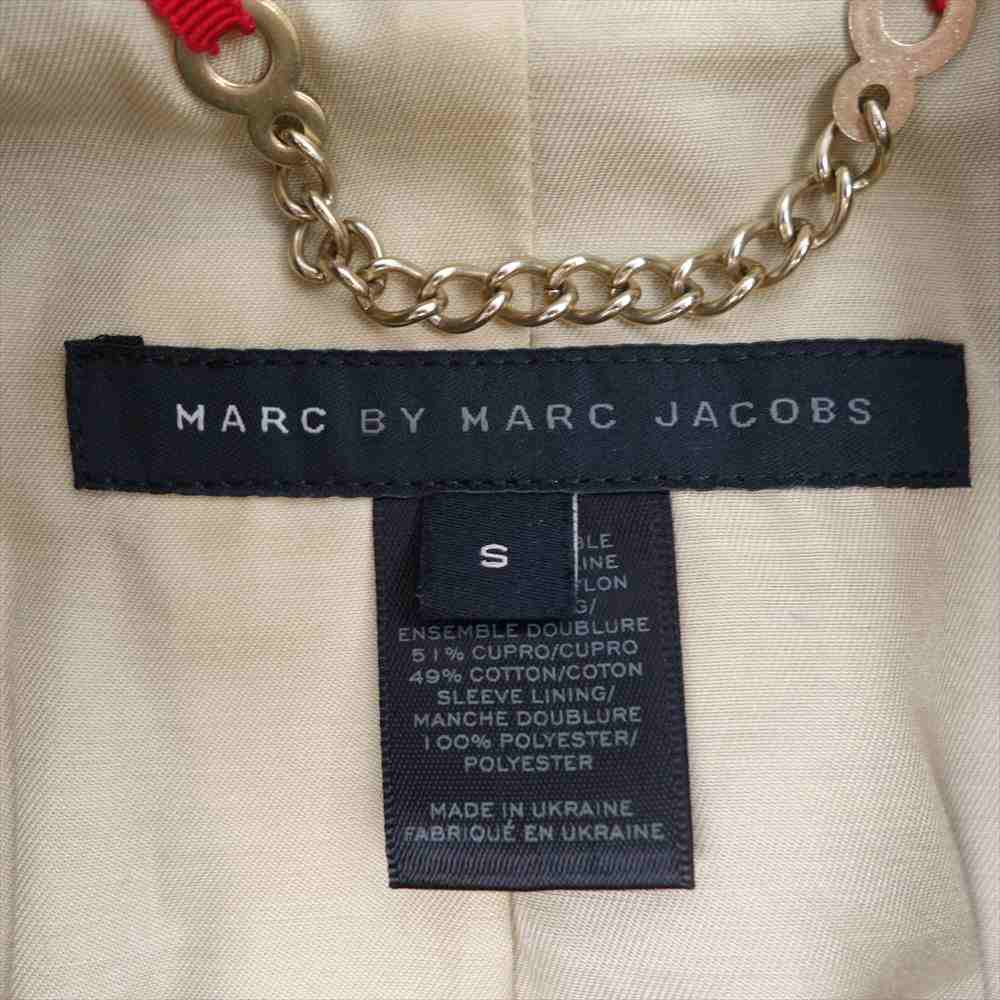 MARC BY MARC JACOBS
S
ENSEMBLE DOUBLURE
51% CUPRO/CUPRO
49% COTTON/COTON
SLEEVE LINING/
MANCHE DOUBLURE
100% POLYESTER/
POLYESTER
MADE IN UKRAINE
FABRIQUÉ EN UKRAINE